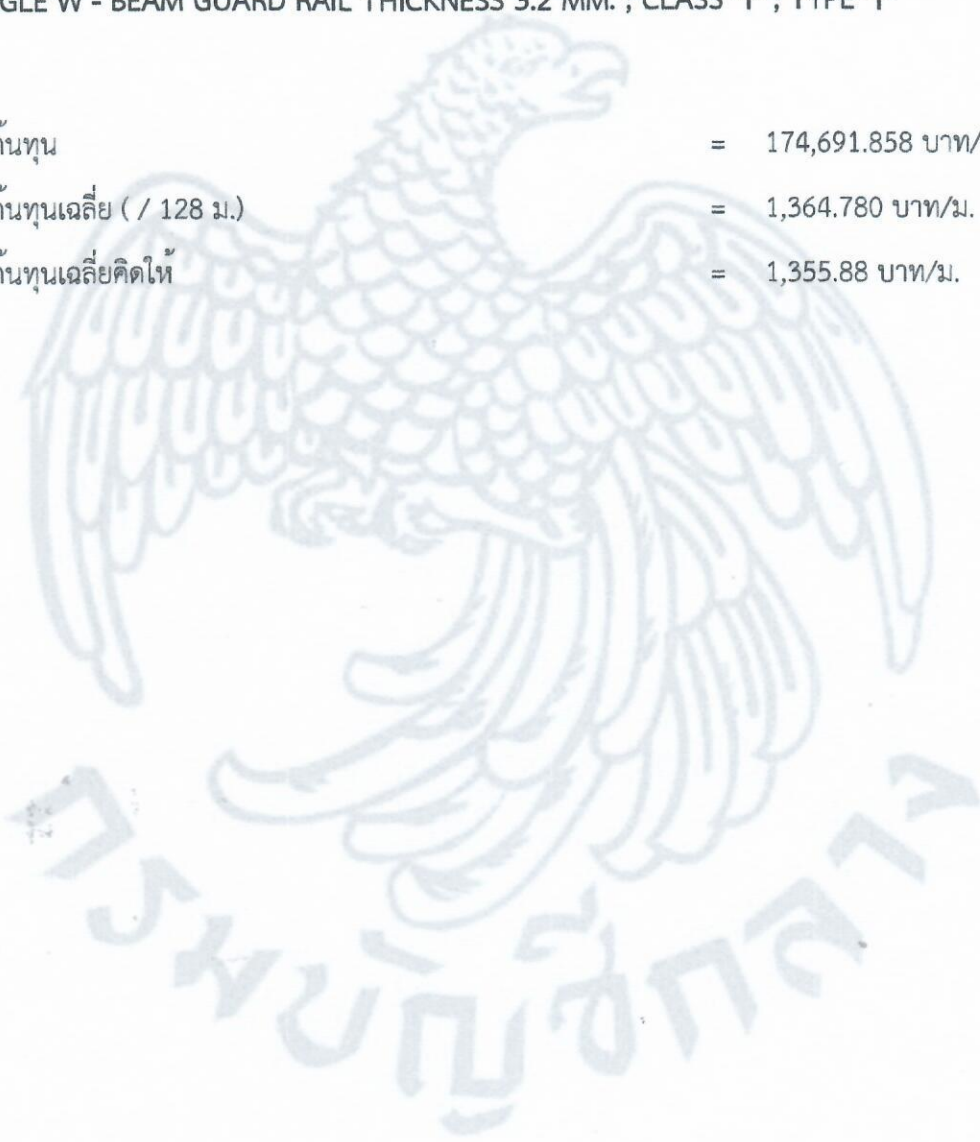 GLE W - BEAM GUARD RAIL THICKNESS 3.2 MM. , CLASS "I" , TYPE "I"
้นทุน = 174,691.858 บาท/
้นทุนเฉลี่ย ( / 128 ม.) = 1,364.780 บาท/ม.
้นทุนเฉลี่ยคิดให้ = 1,355.88 บาท/ม.
กรมบัญชีกลาง